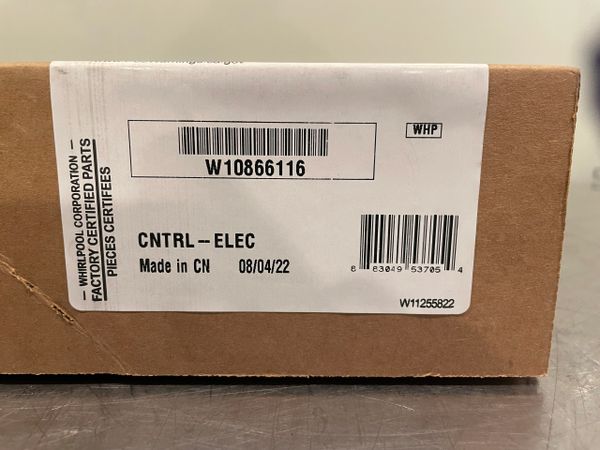 — WHIRLPOOL CORPORATION —
FACTORY CERTIFIED PARTS
PIECES CERTIFEES
WHP
W10866116
CNTRL--ELEC
Made in CN 08/04/22
8 83049 53705 4
W11255822